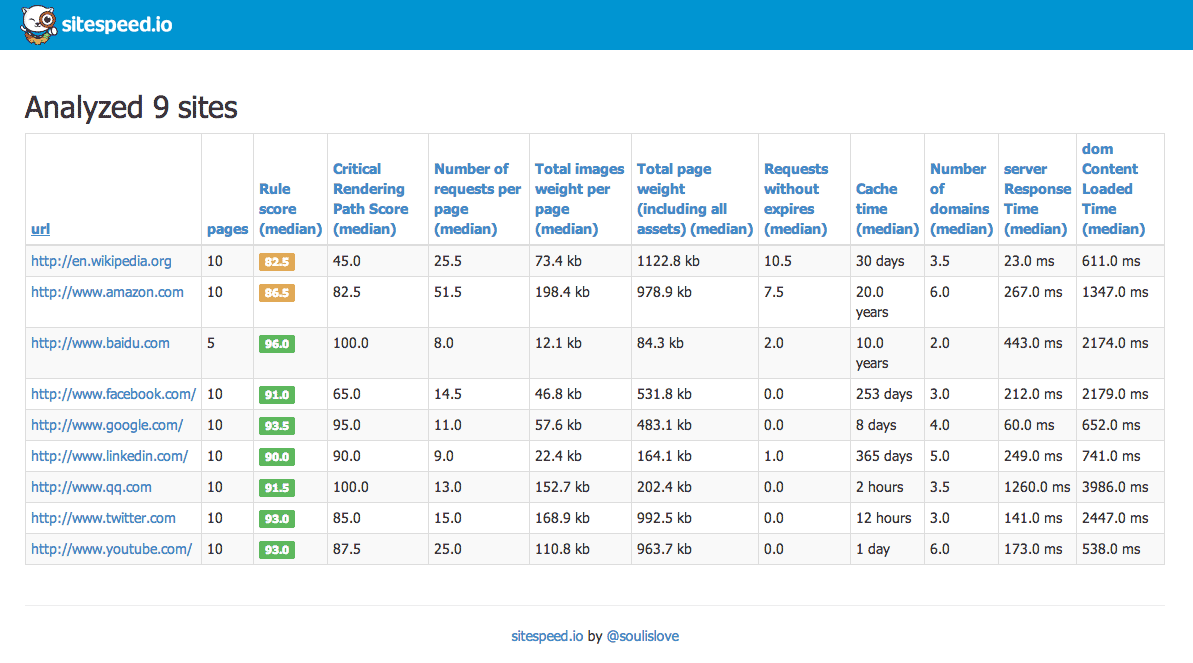 sitespeed.io
Analyzed 9 sites
url pages Rule score (median) Critical Rendering Path Score (median) Number of requests per page (median) Total images weight per page (median) Total page weight (including all assets) (median) Requests without expires (median) Cache time (median) Number of domains (median) server Response Time (median) dom Content Loaded Time (median)
http://en.wikipedia.org 10 82.5 45.0 25.5 73.4 kb 1122.8 kb 10.5 30 days 3.5 23.0 ms 611.0 ms
http://www.amazon.com 10 86.5 82.5 51.5 198.4 kb 978.9 kb 7.5 20.0 years 6.0 267.0 ms 1347.0 ms
http://www.baidu.com 5 96.0 100.0 8.0 12.1 kb 84.3 kb 2.0 10.0 years 2.0 443.0 ms 2174.0 ms
http://www.facebook.com/ 10 91.0 65.0 14.5 46.8 kb 531.8 kb 0.0 253 days 3.0 212.0 ms 2179.0 ms
http://www.google.com/ 10 93.5 95.0 11.0 57.6 kb 483.1 kb 0.0 8 days 4.0 60.0 ms 652.0 ms
http://www.linkedin.com/ 10 90.0 90.0 9.0 22.4 kb 164.1 kb 1.0 365 days 5.0 249.0 ms 741.0 ms
http://www.qq.com 10 91.5 100.0 13.0 152.7 kb 202.4 kb 0.0 2 hours 3.5 1260.0 ms 3986.0 ms
http://www.twitter.com 10 93.0 85.0 15.0 168.9 kb 992.5 kb 0.0 12 hours 3.0 141.0 ms 2447.0 ms
http://www.youtube.com/ 10 93.0 87.5 25.0 110.8 kb 963.7 kb 0.0 1 day 6.0 173.0 ms 538.0 ms
sitespeed.io by @soulislove